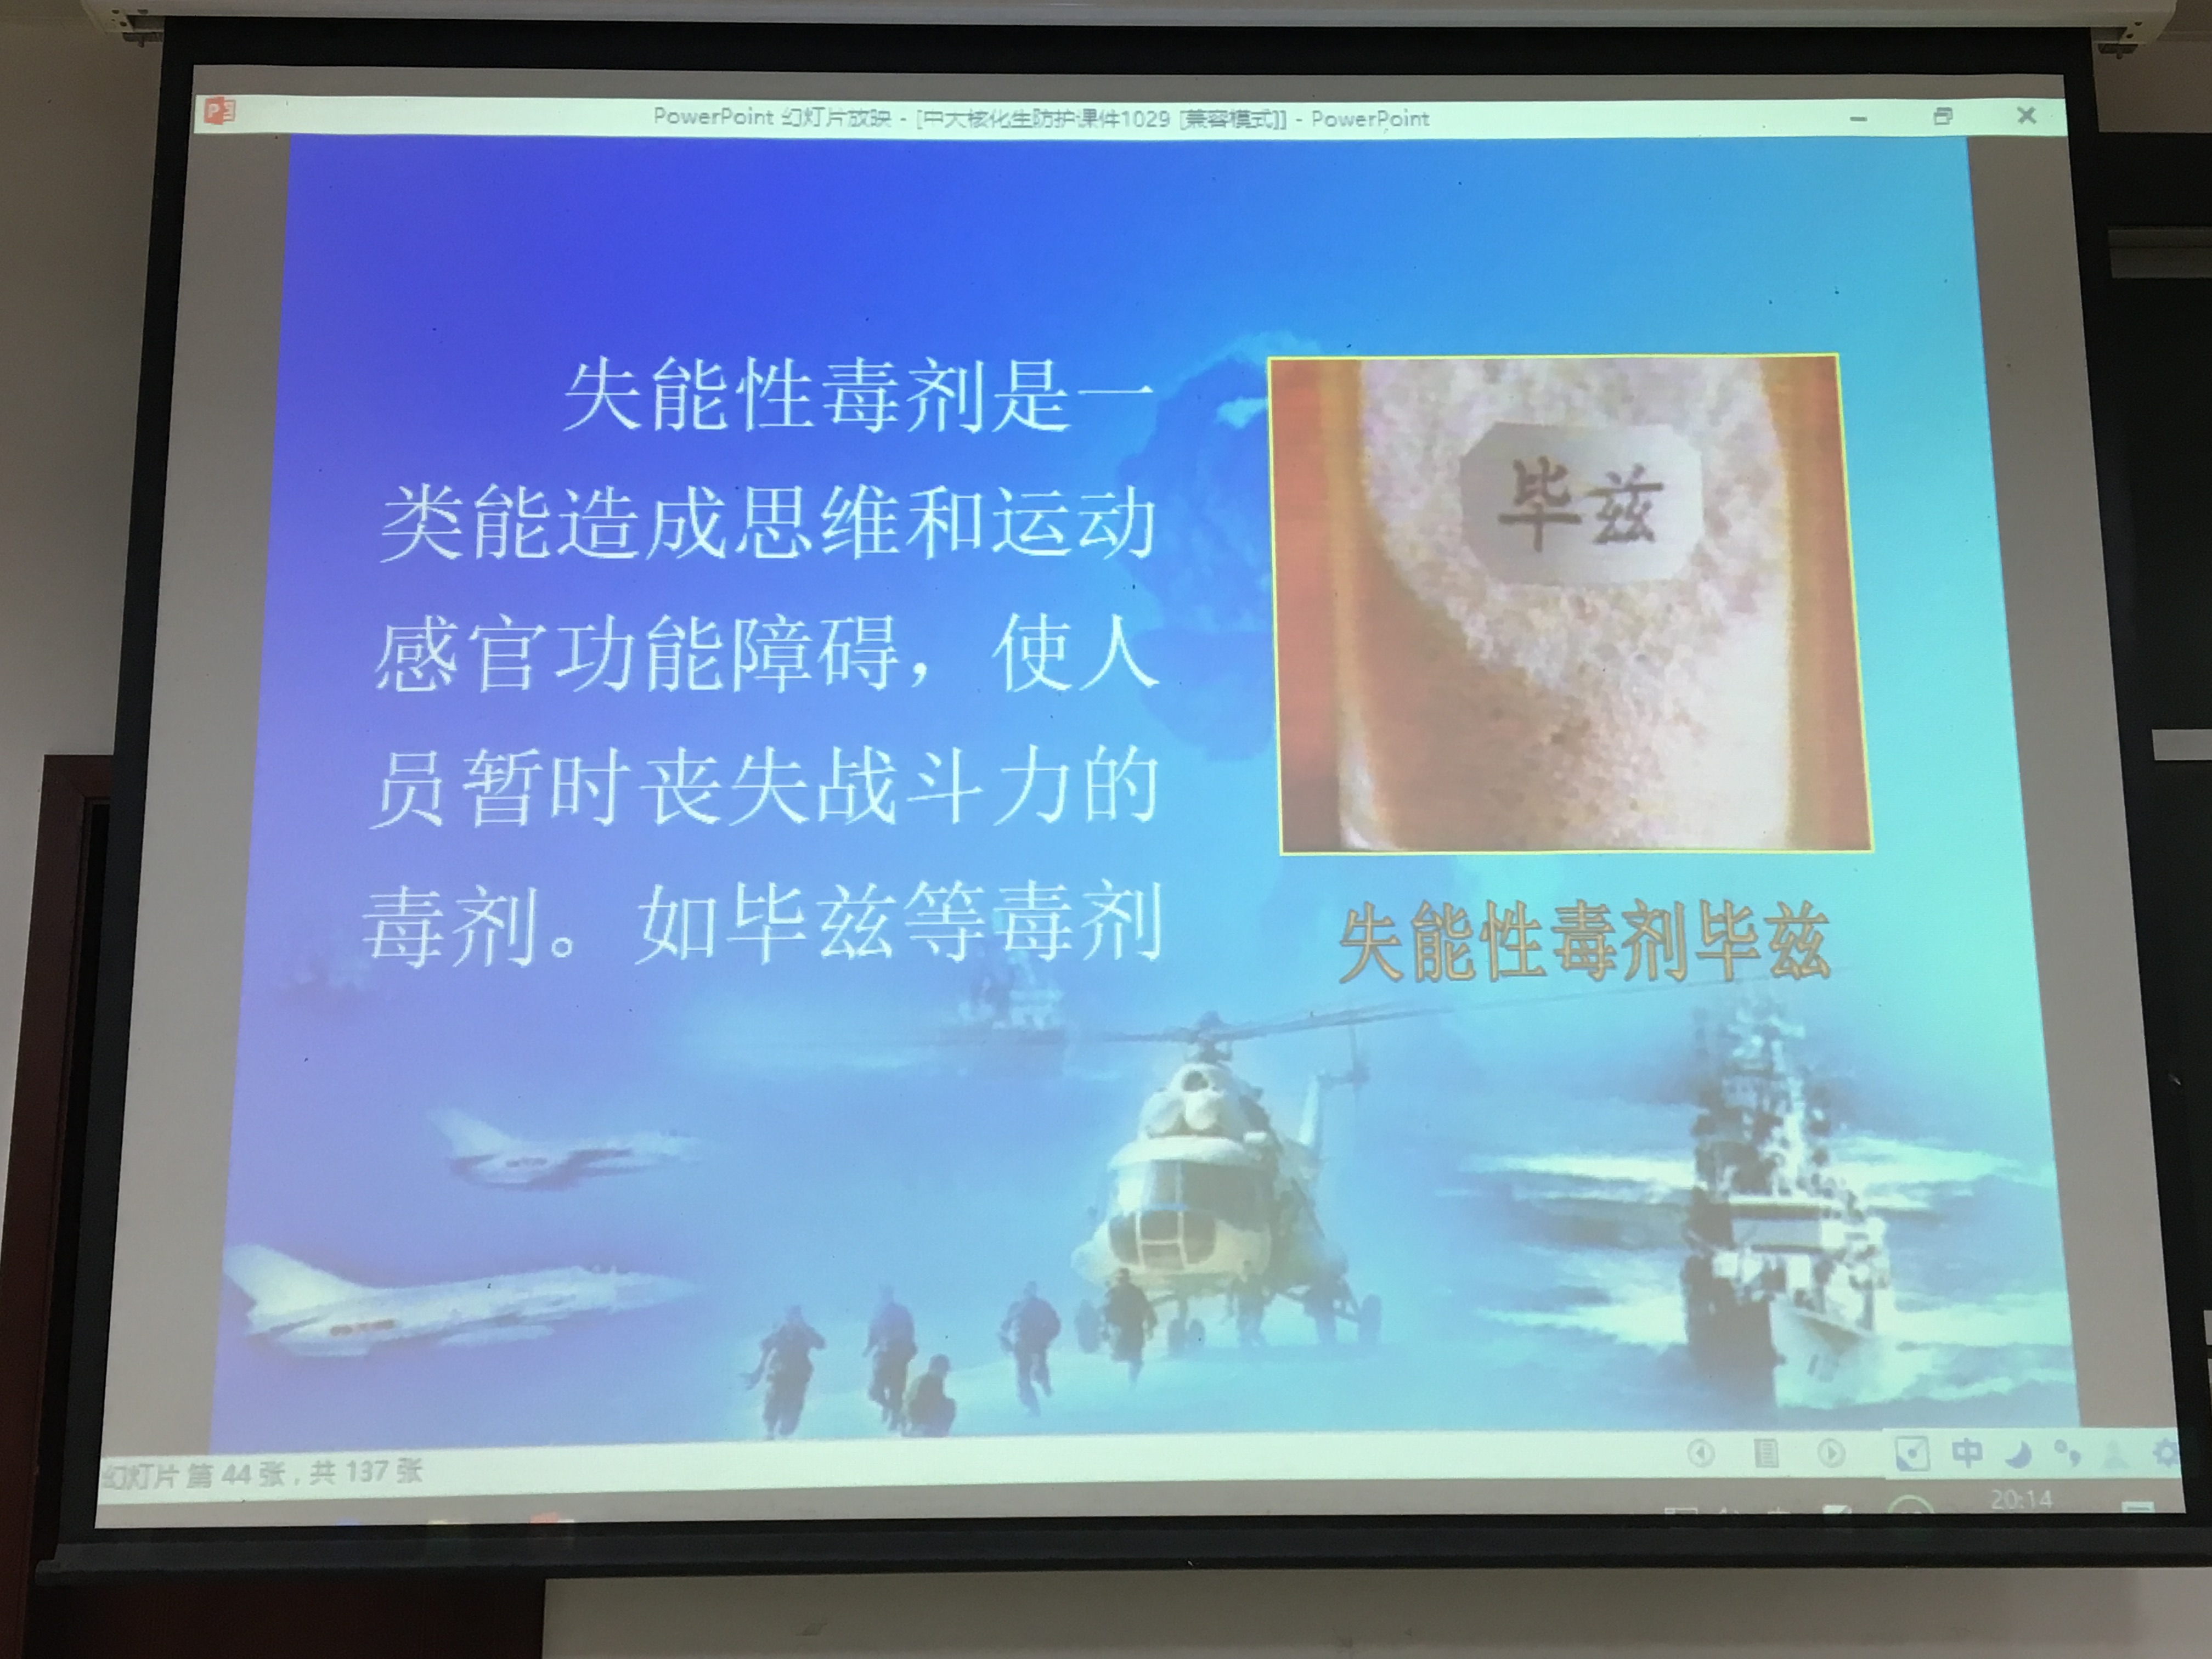 PowerPoint 幻灯片放映 - [中大核化生防护课件1029 [兼容模式]] - PowerPoint
失能性毒剂是一
类能造成思维和运动
感官功能障碍，使人
员暂时丧失战斗力的
毒剂。如毕兹等毒剂
毕兹
失能性毒剂毕兹
幻灯片 第 44 张，共 137 张
中
20:14